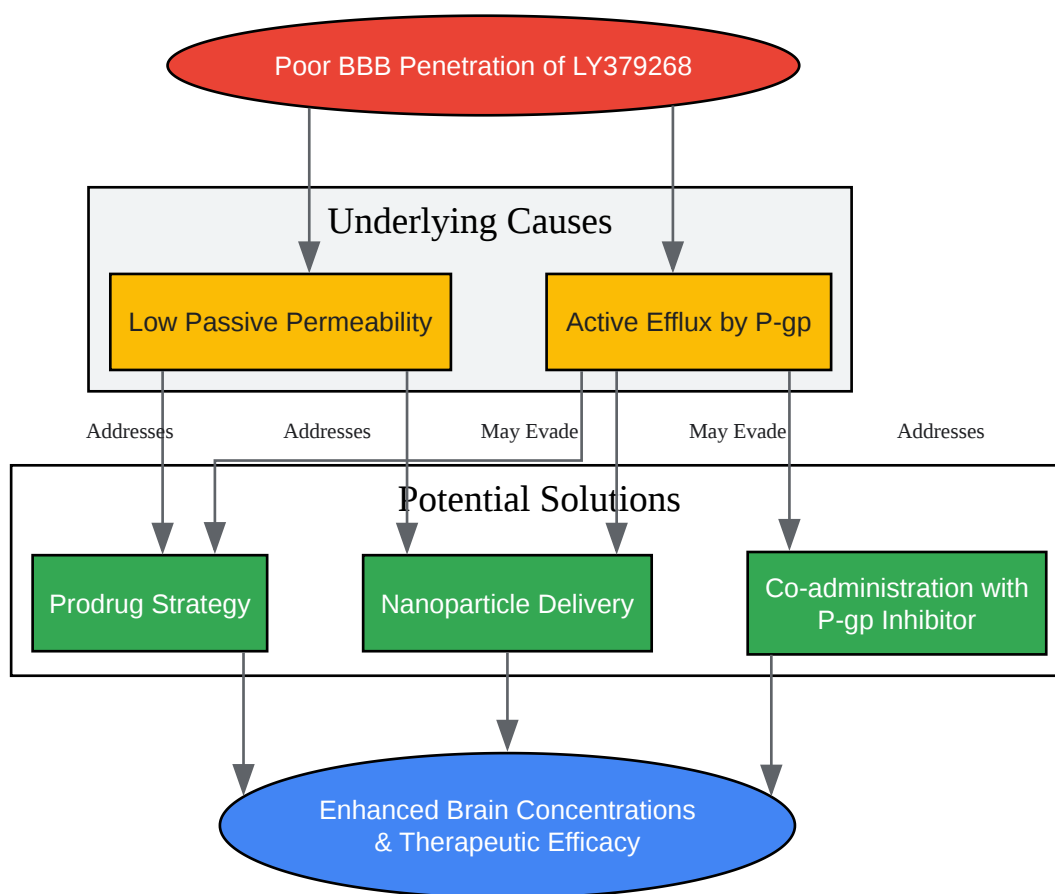 Poor BBB Penetration of LY379268
Underlying Causes
Low Passive Permeability
Active Efflux by P-gp
Addresses
Addresses
May Evade
May Evade
Addresses
Potential Solutions
Prodrug Strategy
Nanoparticle Delivery
Co-administration with
P-gp Inhibitor
Enhanced Brain Concentrations
& Therapeutic Efficacy